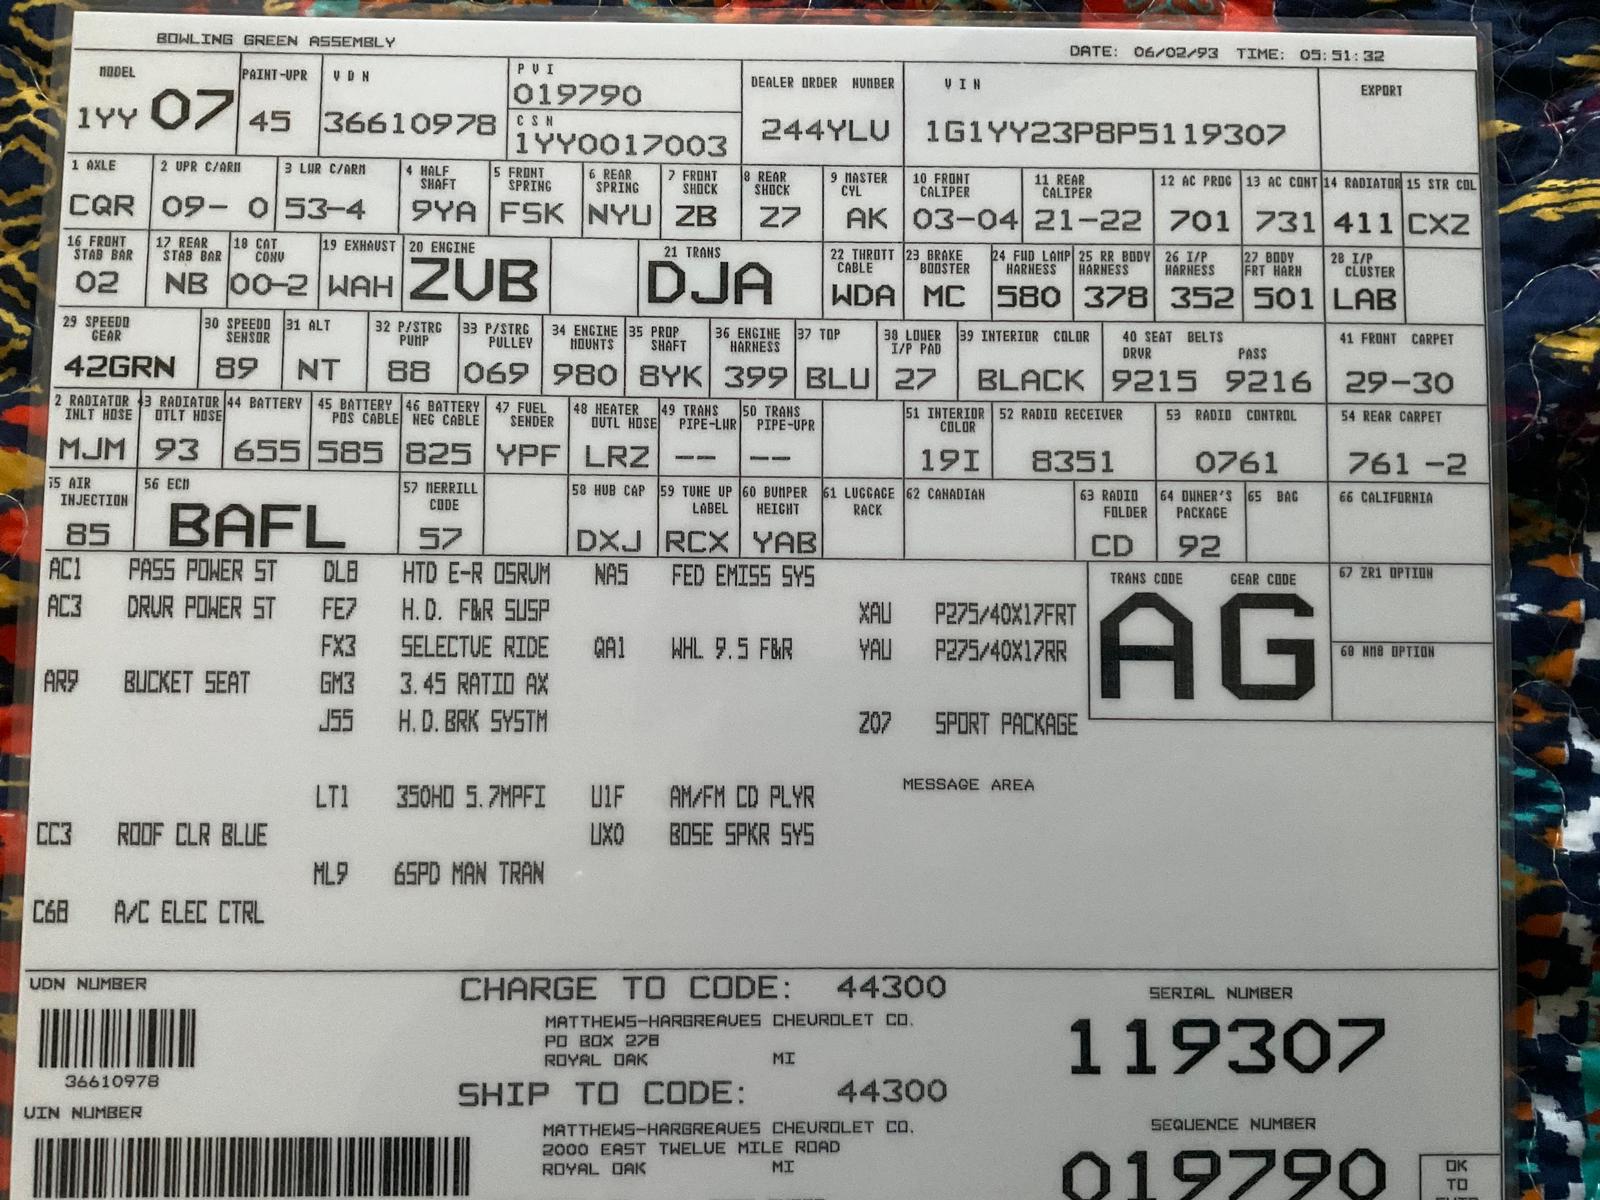 BOWLING GREEN ASSEMBLY
DATE: 06/02/93 TIME: 05:51:32
MODEL PAINT-UPR VDN PVI DEALER ORDER NUMBER VIN EXPORT
1YY 07 45 36610978 019790 244YLV 1G1YY23P8P5119307
CSN
1YY0017003
1 AXLE 2 UPR C/ARM 3 LWR C/ARM 4 HALF SHAFT 5 FRONT SPRING 6 REAR SPRING 7 FRONT SHOCK 8 REAR SHOCK 9 MASTER CYL 10 FRONT CALIPER 11 REAR CALIPER 12 AC PROG 13 AC CONT 14 RADIATOR 15 STR COL
CQR 09- 0 53-4 9YA FSK NYU ZB Z7 AK 03-04 21-22 701 731 411 CXZ
16 FRONT STAB BAR 17 REAR STAB BAR 18 CAT CONV 19 EXHAUST 20 ENGINE 21 TRANS 22 THROTT CABLE 23 BRAKE BOOSTER 24 FWD LAMP HARNESS 25 RR BODY HARNESS 26 I/P HARNESS 27 BODY FRT HARN 28 I/P CLUSTER
02 NB 00-2 WAH ZVB DJA WDA MC 580 378 352 501 LAB
29 SPEEDO GEAR 30 SPEEDO SENSOR 31 ALT 32 P/STRG PUMP 33 P/STRG PULLEY 34 ENGINE MOUNTS 35 PROP SHAFT 36 ENGINE HARNESS 37 TOP 38 LOWER I/P PAD 39 INTERIOR COLOR 40 SEAT BELTS DRVR PASS 41 FRONT CARPET
42GRN 89 NT 88 069 980 8YK 399 BLU 27 BLACK 9215 9216 29-30
2 RADIATOR INLT HOSE 3 RADIATOR OTLT HOSE 44 BATTERY 45 BATTERY POS CABLE 46 BATTERY NEG CABLE 47 FUEL SENDER 48 HEATER OUTL HOSE 49 TRANS PIPE-LWR 50 TRANS PIPE-UPR 51 INTERIOR COLOR 52 RADIO RECEIVER 53 RADIO CONTROL 54 REAR CARPET
MJM 93 655 585 825 YPF LRZ -- -- 19I 8351 0761 761 -2
55 AIR INJECTION 56 ECM 57 MERRILL CODE 58 HUB CAP 59 TUNE UP LABEL 60 BUMPER HEIGHT 61 LUGGAGE RACK 62 CANADIAN 63 RADIO FOLDER 64 OWNER'S PACKAGE 65 BAG 66 CALIFORNIA
85 BAFL 57 DXJ RCX YAB CD 92
AC1 PASS POWER ST DL8 HTD E-R OSRVM NA5 FED EMISS SYS
TRANS CODE GEAR CODE 67 ZR1 OPTION
AC3 DRVR POWER ST FE7 H.D. F&R SUSP XAU P275/40X17FRT
AG
FX3 SELECTVE RIDE QA1 WHL 9.5 F&R YAU P275/40X17RR
68 NM8 OPTION
AR9 BUCKET SEAT GM3 3.45 RATIO AX
J55 H.D.BRK SYSTM Z07 SPORT PACKAGE
MESSAGE AREA
LT1 350HO 5.7MPFI U1F AM/FM CD PLYR
CC3 ROOF CLR BLUE UX0 BOSE SPKR SYS
ML9 6SPD MAN TRAN
C68 A/C ELEC CTRL
VDN NUMBER
36610978
VIN NUMBER
CHARGE TO CODE: 44300
MATTHEWS-HARGREAVES CHEVROLET CO.
PO BOX 278
ROYAL OAK MI
SHIP TO CODE: 44300
MATTHEWS-HARGREAVES CHEVROLET CO.
2000 EAST TWELVE MILE ROAD
ROYAL OAK MI
SERIAL NUMBER
119307
SEQUENCE NUMBER
019790
OK
TO